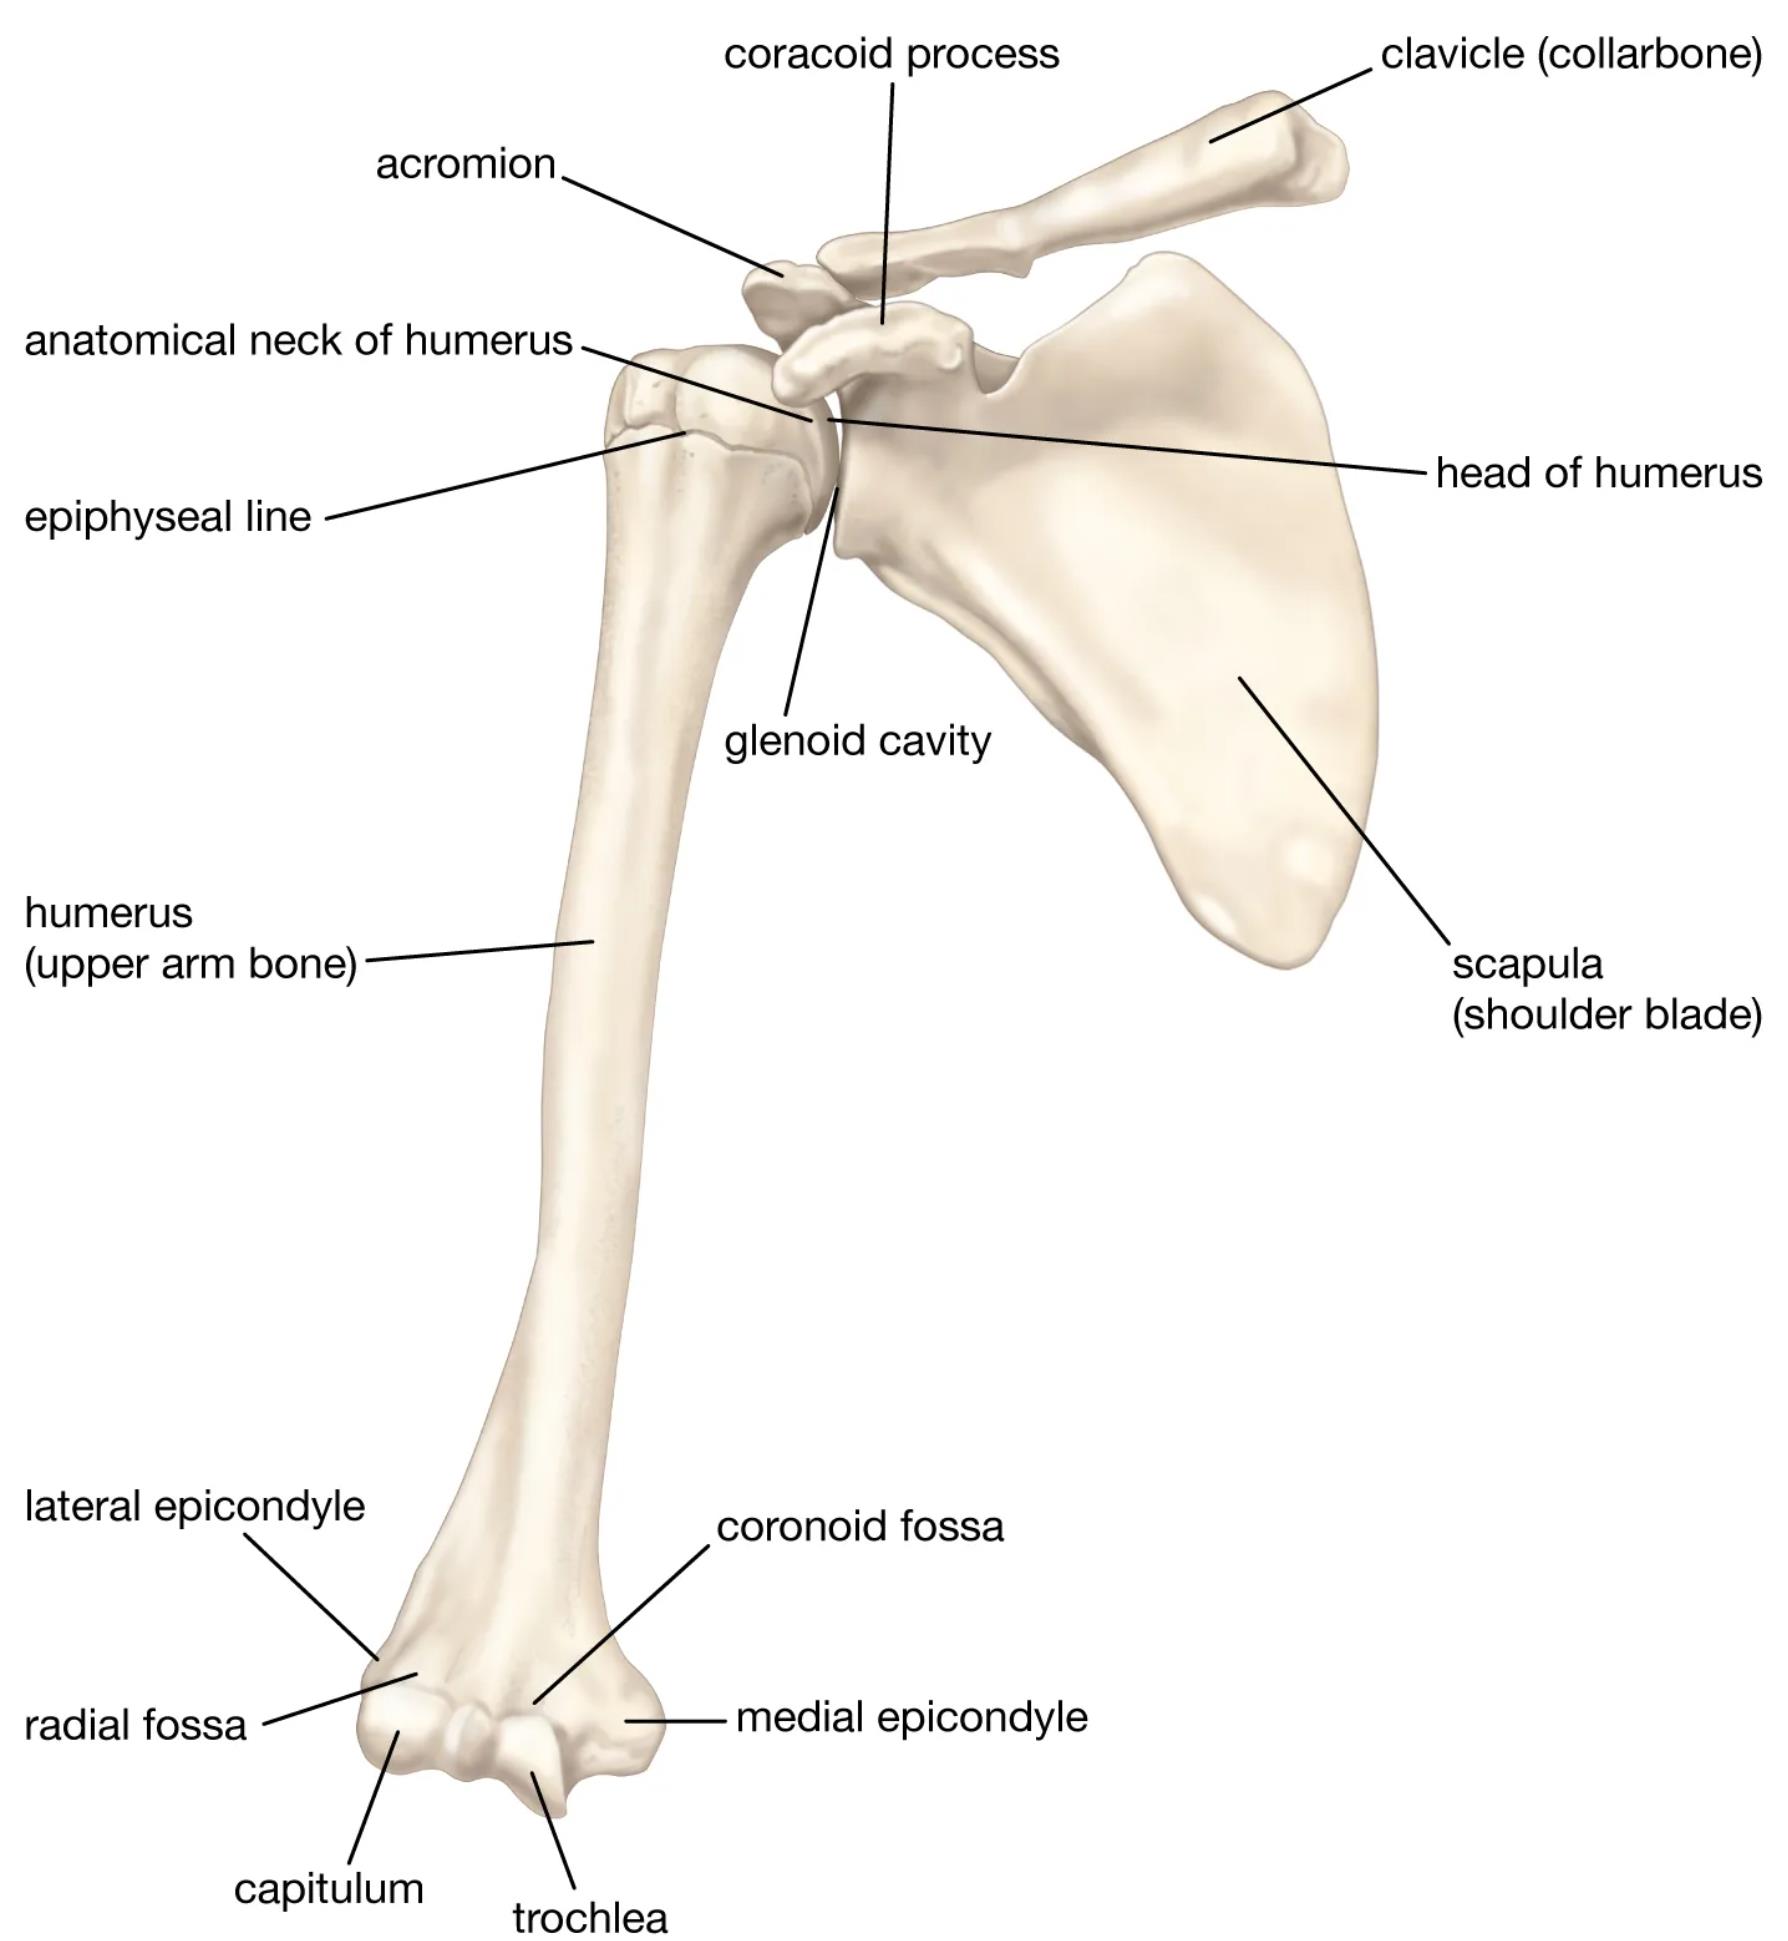 coracoid process
clavicle (collarbone)
acromion
anatomical neck of humerus
head of humerus
epiphyseal line
glenoid cavity
humerus
(upper arm bone)
scapula
(shoulder blade)
lateral epicondyle
coronoid fossa
radial fossa
medial epicondyle
capitulum
trochlea